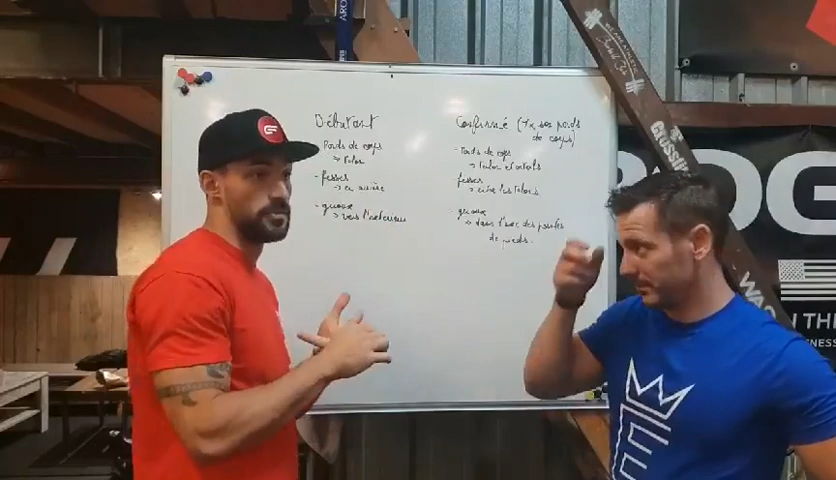 Débutant
Poids de corps
-> talon
- fesses
-> en arrière
- genoux
-> vers l'extérieur
Confirmé (1x son poids
de corps)
- Poids de corps
-> talon et orteils
fesses
-> entre les talons
- genoux
-> dans l'axe des pointes
de pieds.
CrossFit